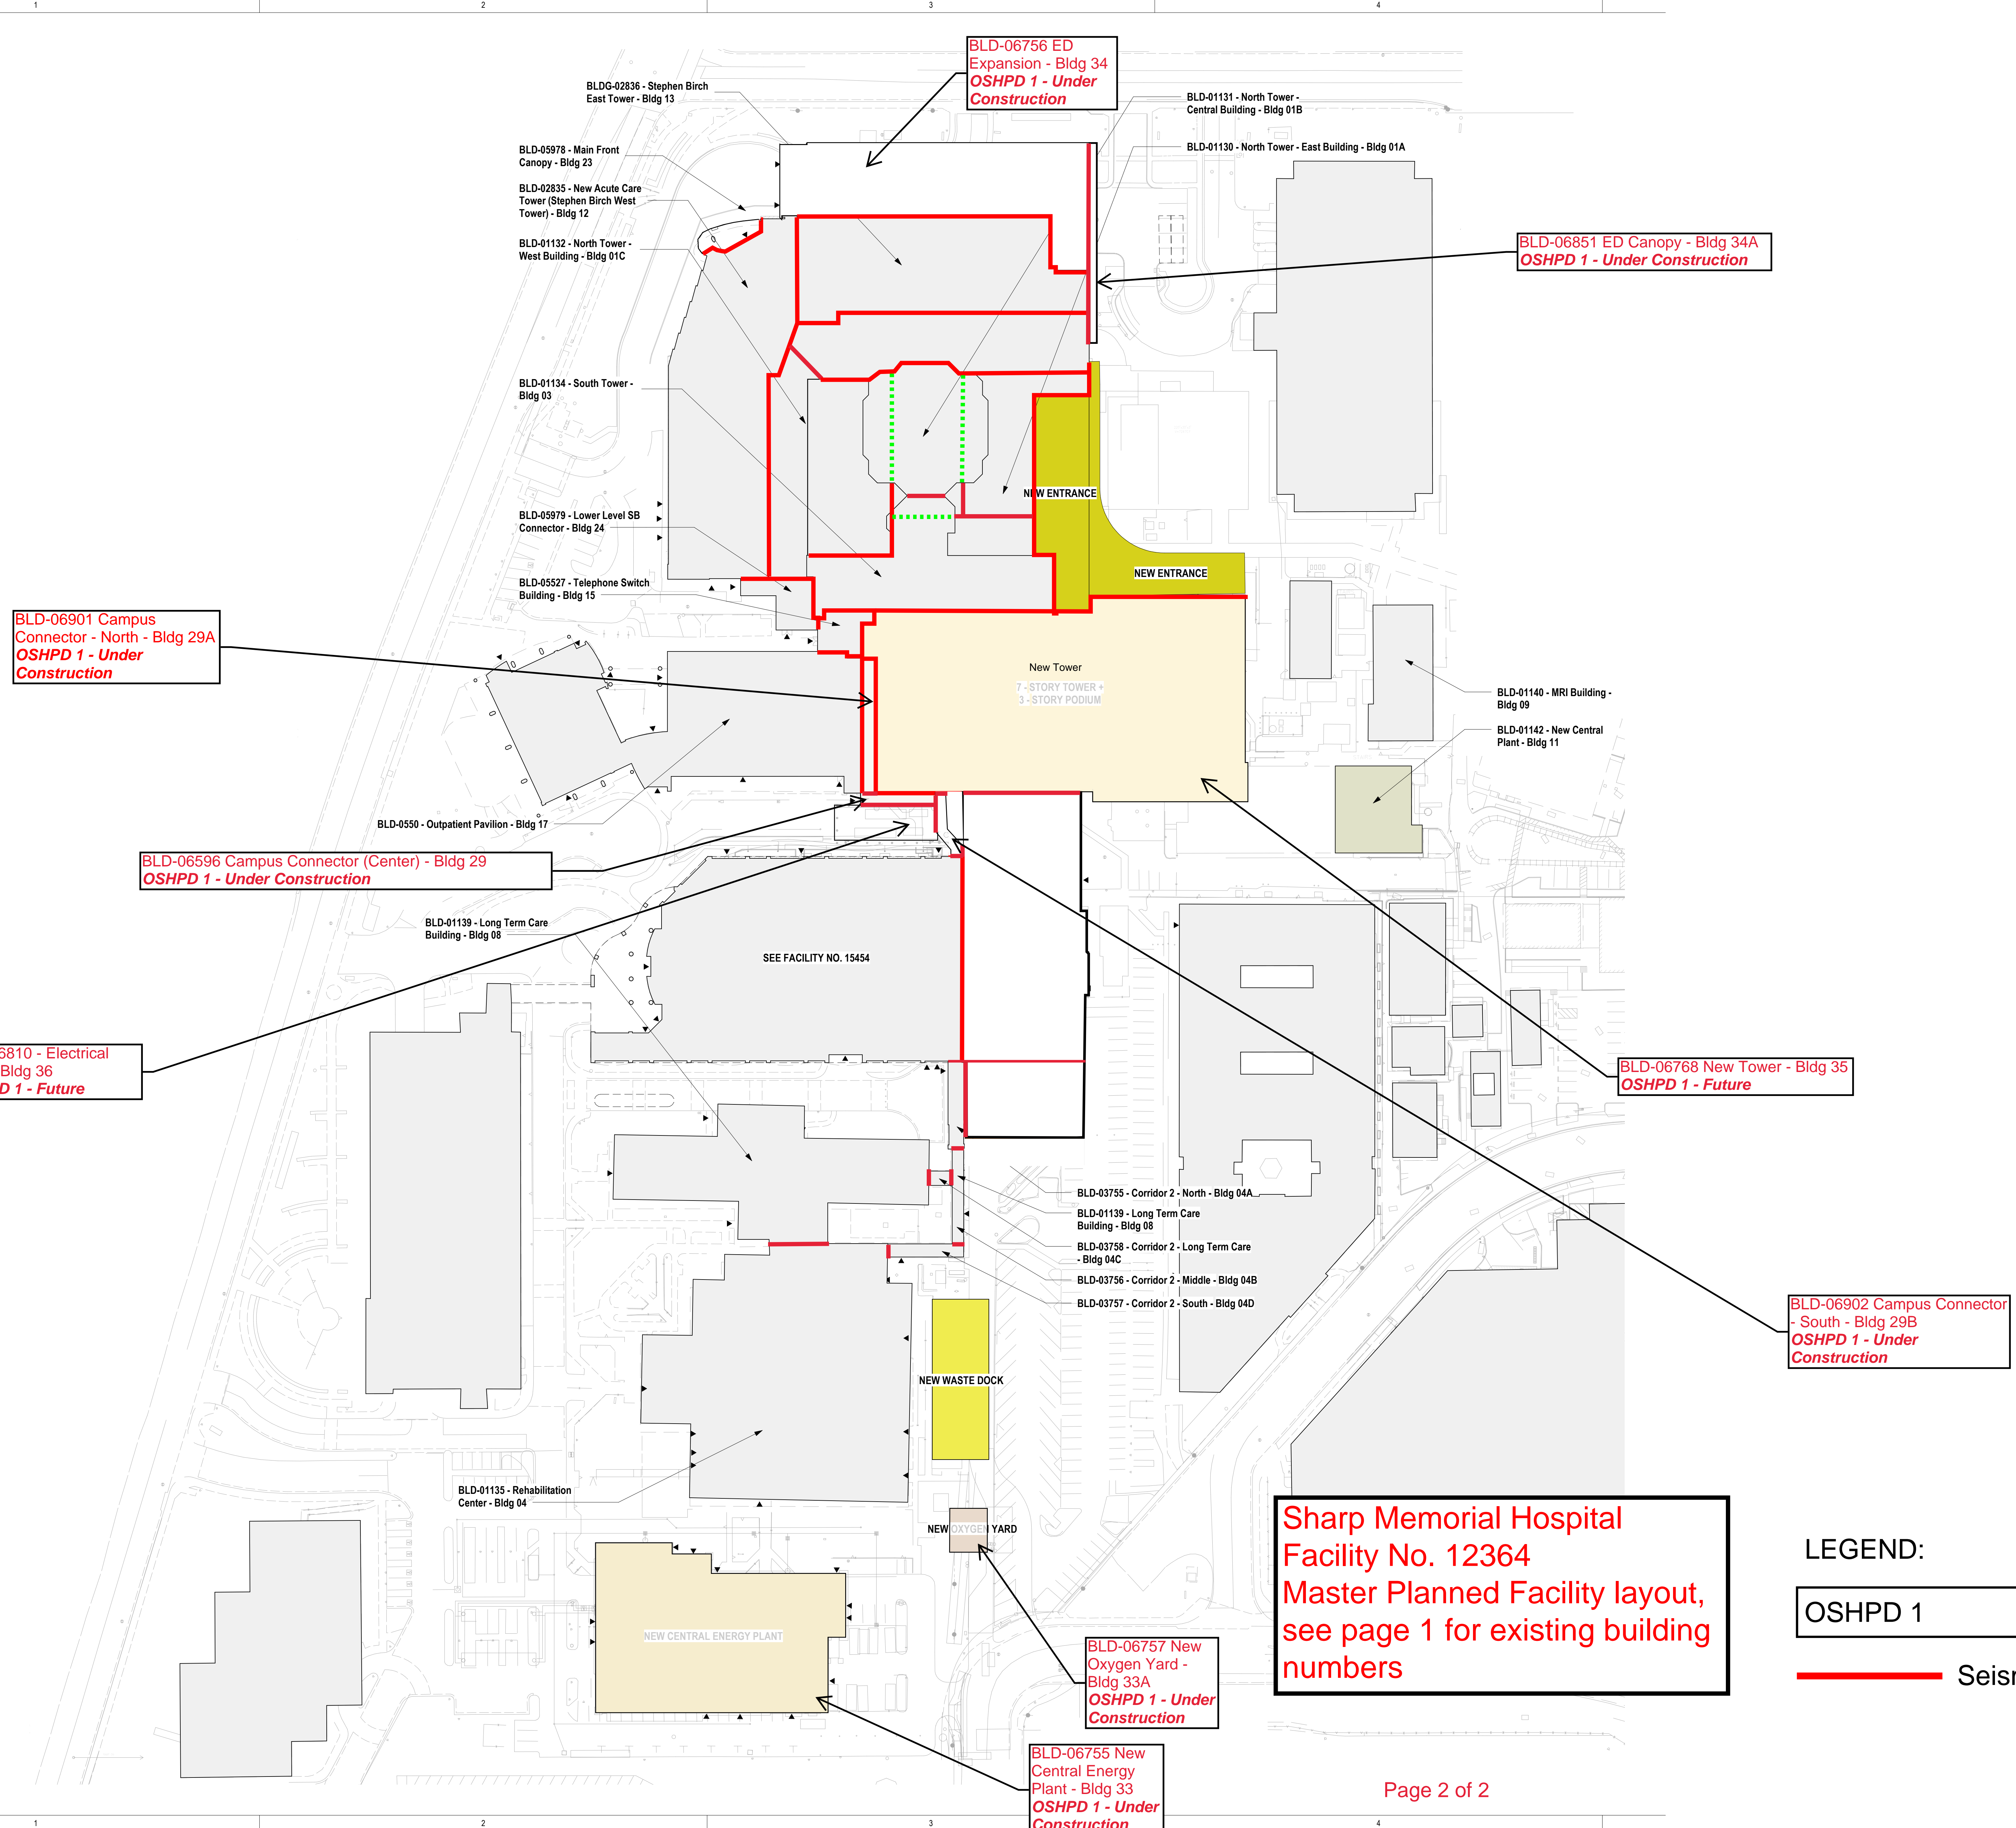 1
2
3
4
BLD-06756 ED
Expansion - Bldg 34
OSHPD 1 - Under
Construction
BLDG-02836 - Stephen Birch
East Tower - Bldg 13
BLD-01131 - North Tower -
Central Building - Bldg 01B
BLD-05978 - Main Front
Canopy - Bldg 23
BLD-01130 - North Tower - East Building - Bldg 01A
BLD-02835 - New Acute Care
Tower (Stephen Birch West
Tower) - Bldg 12
BLD-01132 - North Tower -
West Building - Bldg 01C
BLD-06851 ED Canopy - Bldg 34A
OSHPD 1 - Under Construction
BLD-01134 - South Tower -
Bldg 03
NEW ENTRANCE
BLD-05979 - Lower Level SB
Connector - Bldg 24
NEW ENTRANCE
BLD-05527 - Telephone Switch
Building - Bldg 15
BLD-06901 Campus
Connector - North - Bldg 29A
OSHPD 1 - Under
Construction
New Tower
7 - STORY TOWER +
3 - STORY PODIUM
BLD-01140 - MRI Building -
Bldg 09
BLD-01142 - New Central
Plant - Bldg 11
BLD-0550 - Outpatient Pavilion - Bldg 17
BLD-06596 Campus Connector (Center) - Bldg 29
OSHPD 1 - Under Construction
BLD-01139 - Long Term Care
Building - Bldg 08
SEE FACILITY NO. 15454
6810 - Electrical
Bldg 36
D 1 - Future
BLD-06768 New Tower - Bldg 35
OSHPD 1 - Future
BLD-03755 - Corridor 2 - North - Bldg 04A
BLD-01139 - Long Term Care
Building - Bldg 08
BLD-03758 - Corridor 2 - Long Term Care
- Bldg 04C
BLD-03756 - Corridor 2 - Middle - Bldg 04B
BLD-03757 - Corridor 2 - South - Bldg 04D
BLD-06902 Campus Connector
- South - Bldg 29B
OSHPD 1 - Under
Construction
NEW WASTE DOCK
BLD-01135 - Rehabilitation
Center - Bldg 04
NEW OXYGEN YARD
Sharp Memorial Hospital
Facility No. 12364
Master Planned Facility layout,
see page 1 for existing building
numbers
LEGEND:
OSHPD 1
Seis
NEW CENTRAL ENERGY PLANT
BLD-06757 New
Oxygen Yard -
Bldg 33A
OSHPD 1 - Under
Construction
BLD-06755 New
Central Energy
Plant - Bldg 33
OSHPD 1 - Under
Construction
Page 2 of 2
1
2
3
4